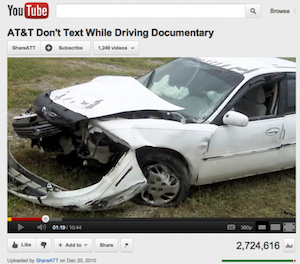 YouTube Browse
AT&T Don't Text While Driving Documentary
ShareATT Subscribe 1,249 videos
01:19 / 10:44 360p
Like Add to Share 2,724,616
Uploaded by ShareATT on Dec 20, 2010